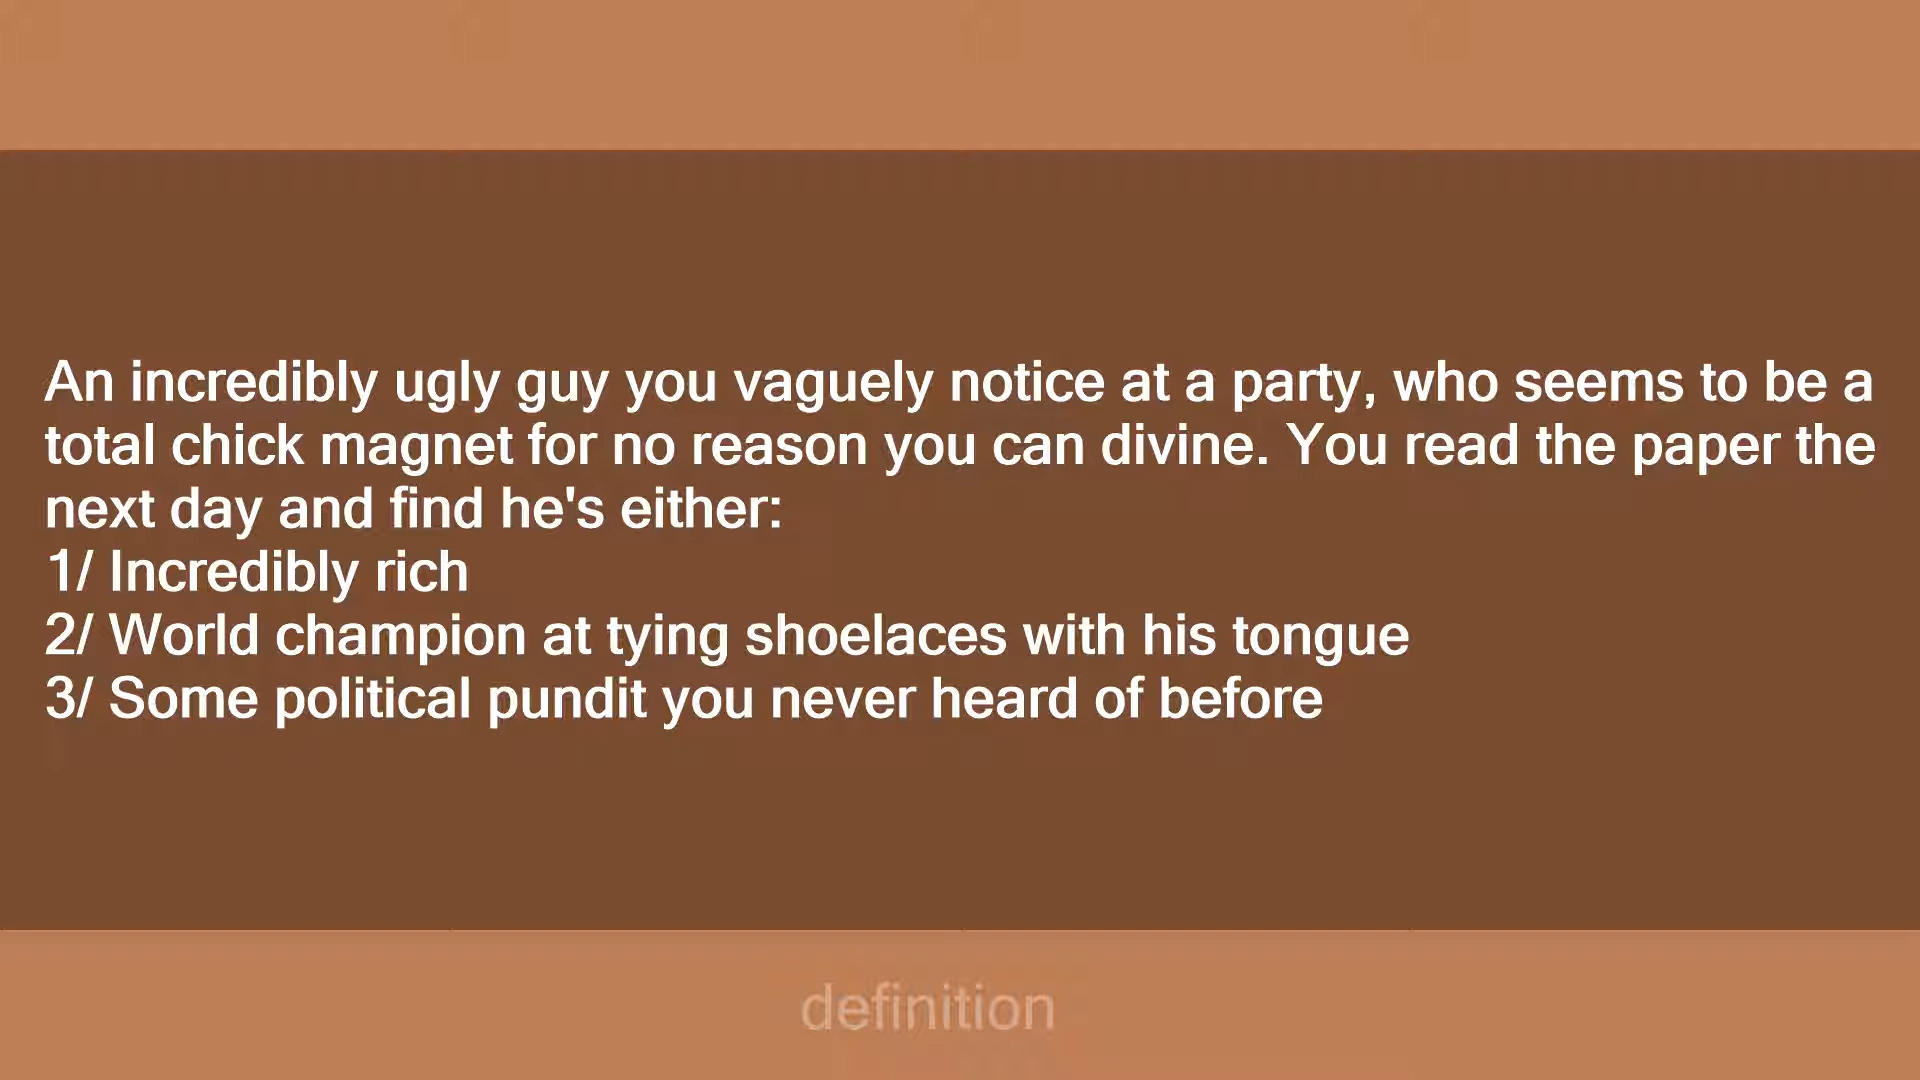 An incredibly ugly guy you vaguely notice at a party, who seems to be a
total chick magnet for no reason you can divine. You read the paper the
next day and find he's either:
1/ Incredibly rich
2/ World champion at tying shoelaces with his tongue
3/ Some political pundit you never heard of before
definition